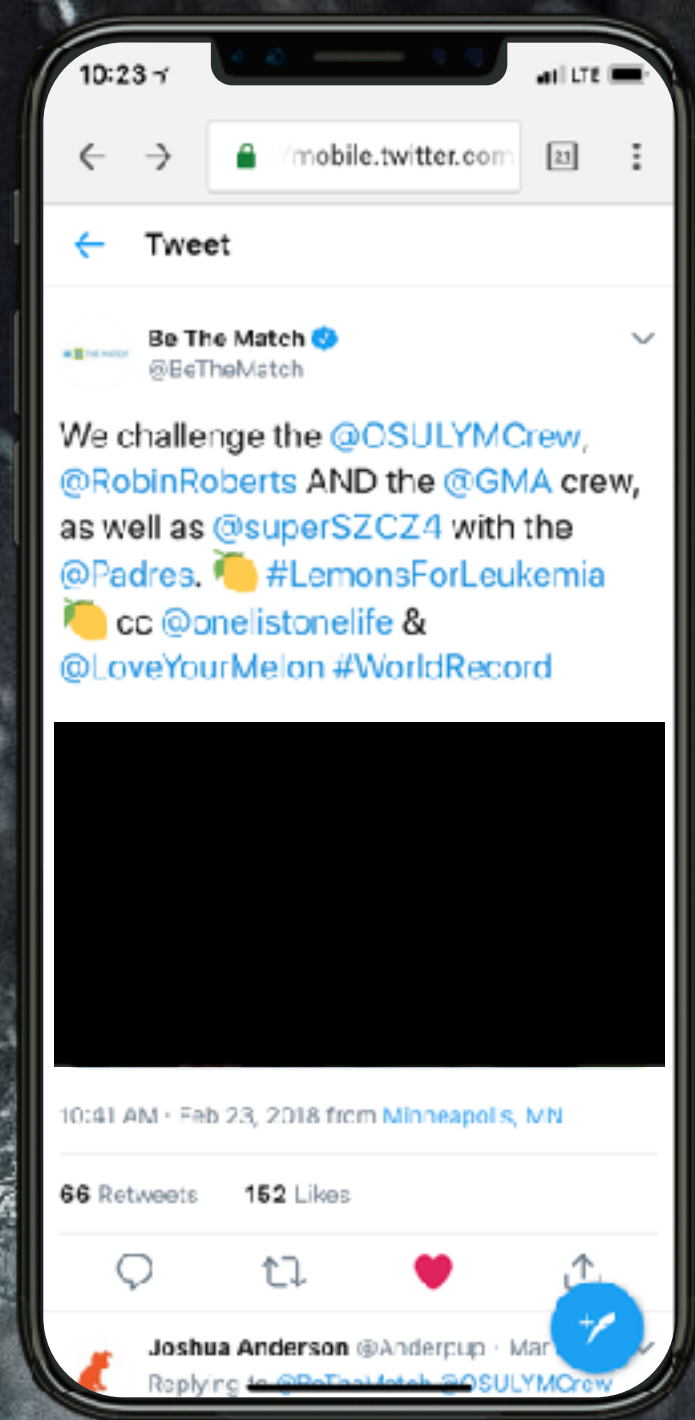 10:23
LTE
/mobile.twitter.com
21
Tweet
Be The Match
@BeTheMatch
We challenge the @OSULYMCrew,
@RobinRoberts AND the @GMA crew,
as well as @superSZCZ4 with the
@Padres. 🍋 #LemonsForLeukemia
🍋 cc @onelistonelife &
@LoveYourMelon #WorldRecord
10:41 AM · Feb 23, 2018 from Minneapolis, MN
66 Retweets 152 Likes
Joshua Anderson @Anderpup · Mar
Replying to @BeTheMatch @OSULYMCrew